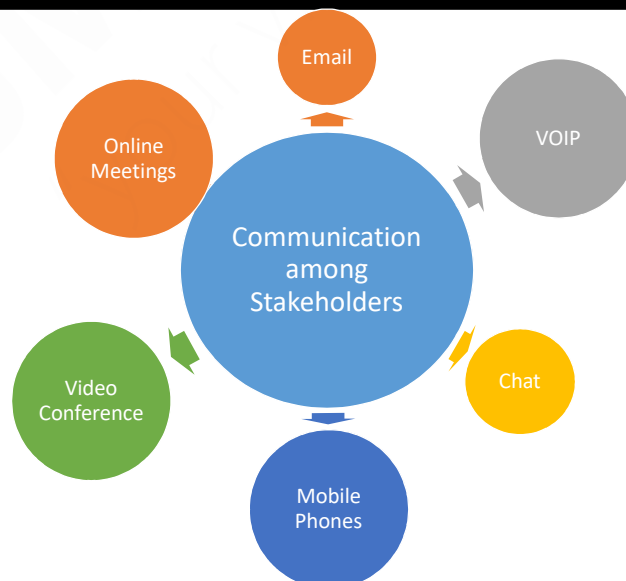 Email
VOIP
Online
Meetings
Communication
among
Stakeholders
Chat
Video
Conference
Mobile
Phones